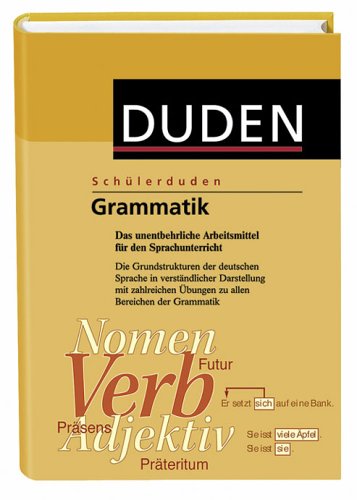 DUDEN
Schülerduden
Grammatik
Das unentbehrliche Arbeitsmittel
für den Sprachunterricht
Die Grundstrukturen der deutschen
Sprache in verständlicher Darstellung
mit zahlreichen Übungen zu allen
Bereichen der Grammatik
Nomen
Verb
Futur
Präsens
Adjektiv
Präteritum
Er setzt sich auf eine Bank.
Sie isst viele Äpfel.
Sie isst sie.